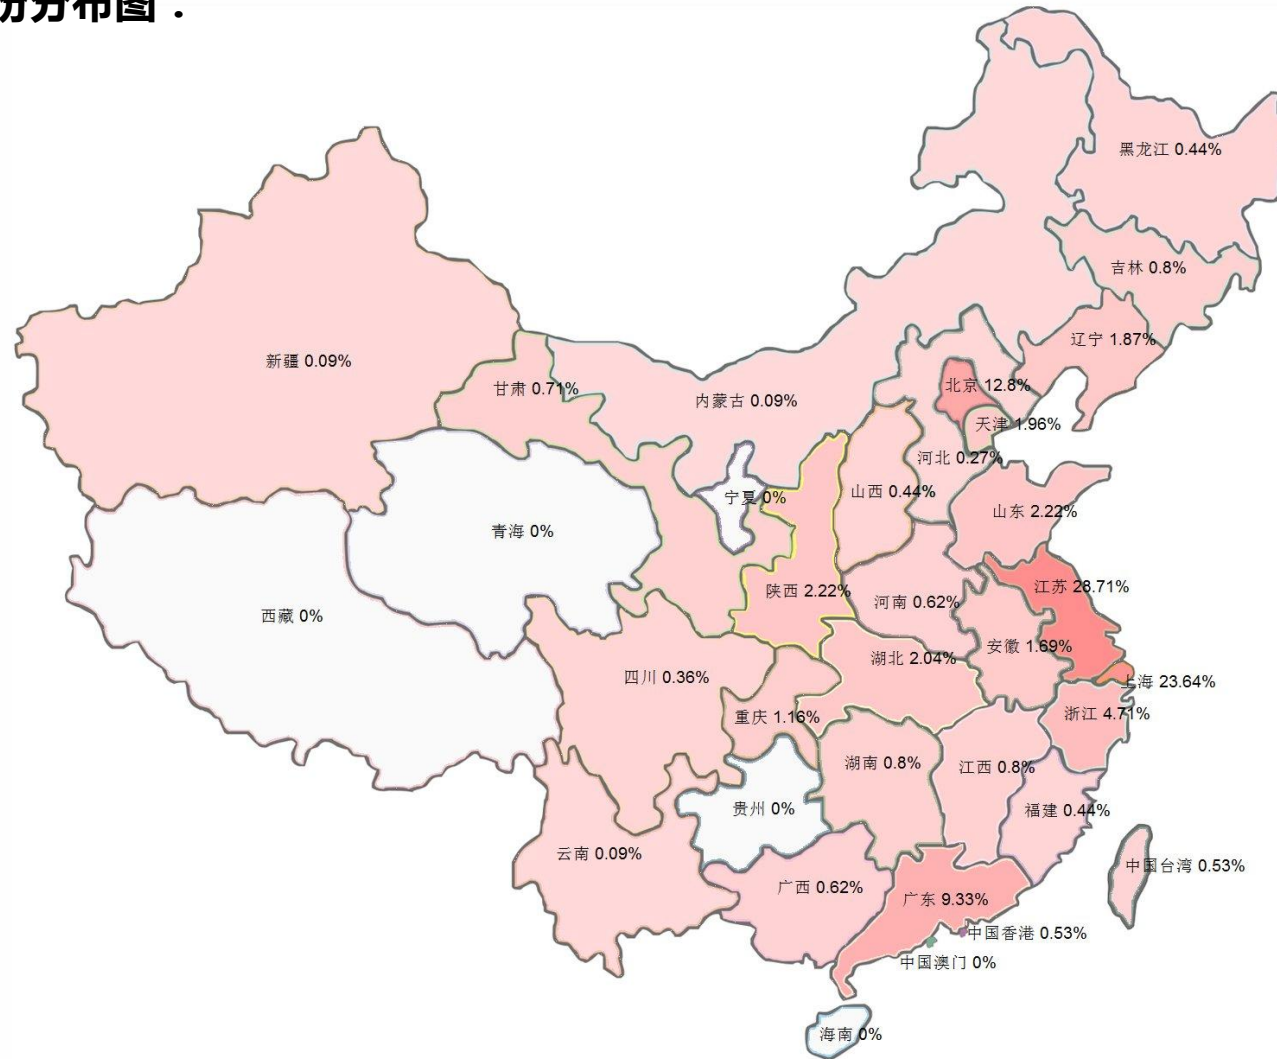 份分布图：
黑龙江 0.44%
吉林 0.8%
辽宁 1.87%
新疆 0.09%
甘肃 0.71%
内蒙古 0.09%
北京 12.8%
天津 1.96%
河北 0.27%
宁夏 0%
山西 0.44%
山东 2.22%
青海 0%
陕西 2.22%
河南 0.62%
江苏 28.71%
西藏 0%
安徽 1.69%
湖北 2.04%
四川 0.36%
上海 23.64%
重庆 1.16%
浙江 4.71%
湖南 0.8%
江西 0.8%
贵州 0%
福建 0.44%
云南 0.09%
中国台湾 0.53%
广西 0.62%
广东 9.33%
中国香港 0.53%
中国澳门 0%
海南 0%